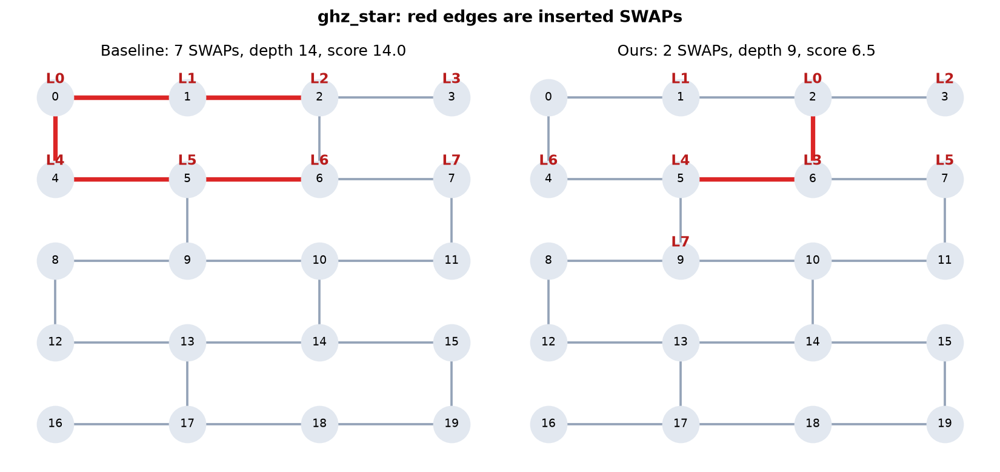 ghz_star: red edges are inserted SWAPs
Baseline: 7 SWAPs, depth 14, score 14.0
L0 L1 L2 L3
0 1 2 3
L4 L5 L6 L7
4 5 6 7
8 9 10 11
12 13 14 15
16 17 18 19
Ours: 2 SWAPs, depth 9, score 6.5
L1 L0 L2
0 1 2 3
L6 L4 L3 L5
4 5 6 7
L7
8 9 10 11
12 13 14 15
16 17 18 19